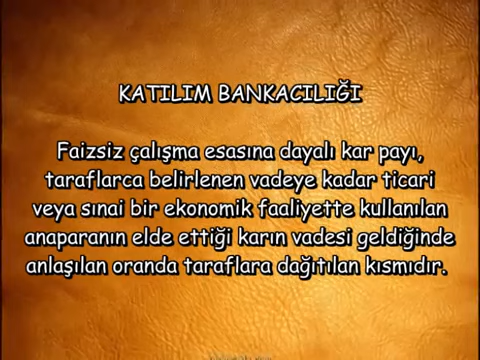 KATILIM BANKACILIĞI
Faizsiz çalışma esasına dayalı kar payı,
taraflarca belirlenen vadeye kadar ticari
veya sınai bir ekonomik faaliyette kullanılan
anaparanın elde ettiği karın vadesi geldiğinde
anlaşılan oranda taraflara dağıtılan kısmıdır.